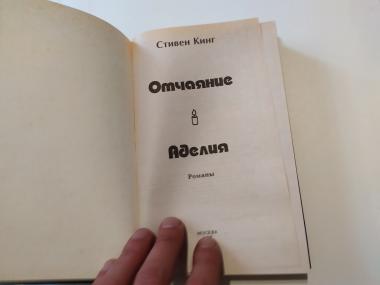 Стивен Кинг
Отчаяние
Аделия
Романы
МОСКВА